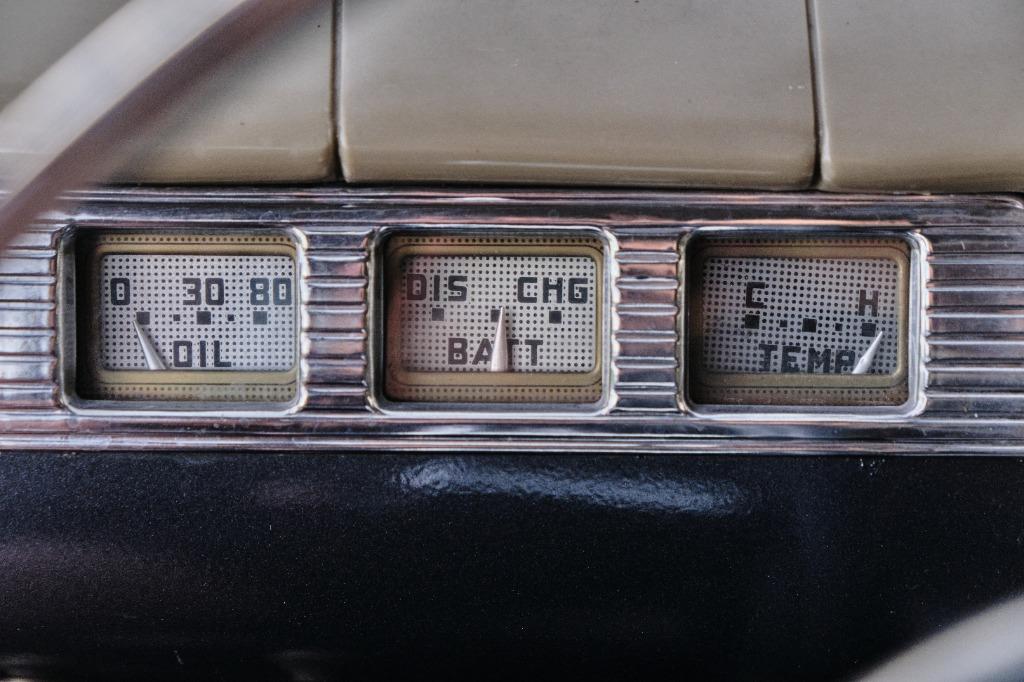 0 30 80
OIL
DIS CHG
BATT
C H
TEMP